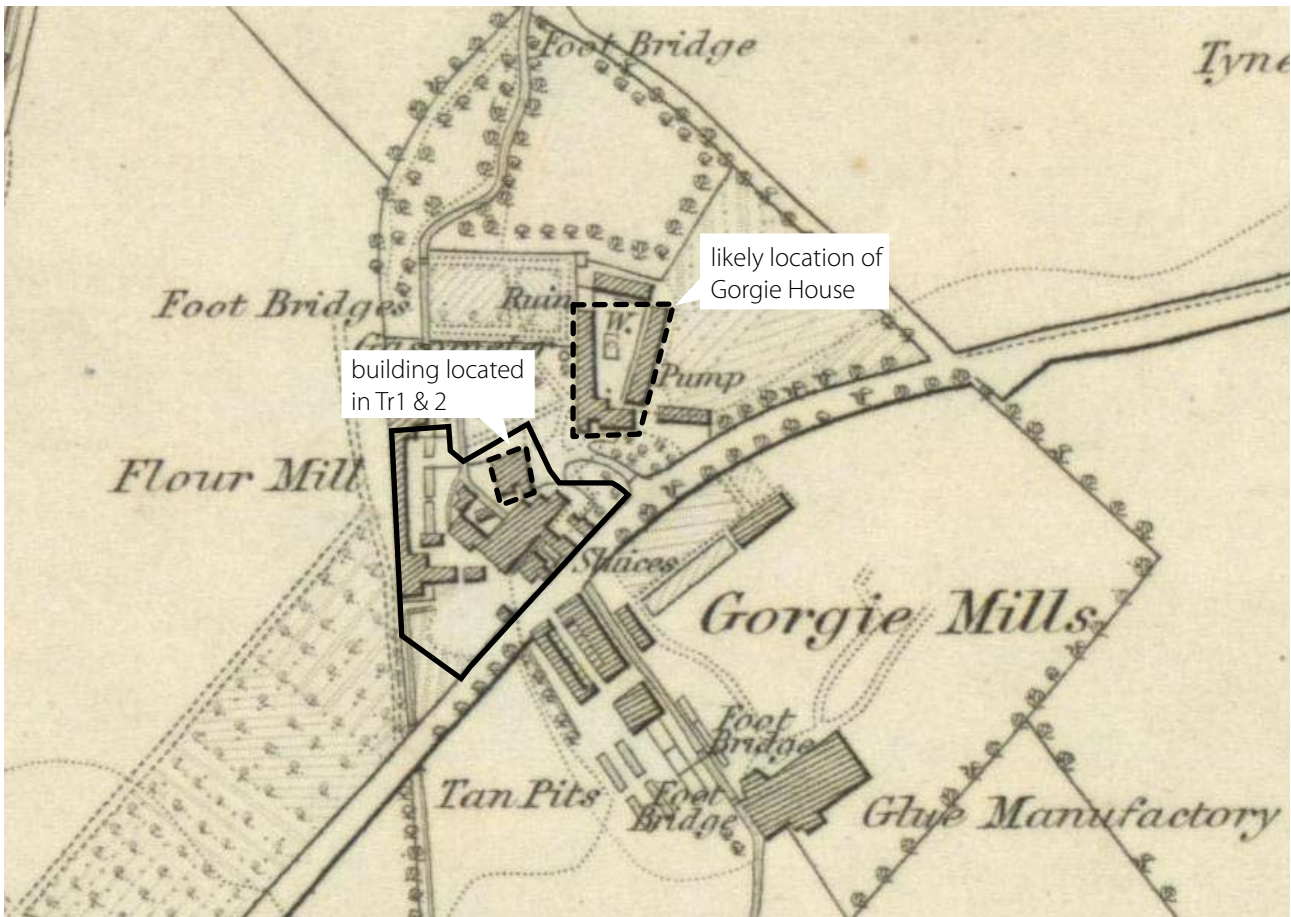 Foot Bridge
Tyne
likely location of
Gorgie House
Foot Bridges
Ruin
W.
Gasometer
building located
in Tr1 & 2
Pump
Flour Mill
Sluices
Gorgie Mills
Foot
Bridge
Tan Pits
Foot
Bridge
Glue Manufactory